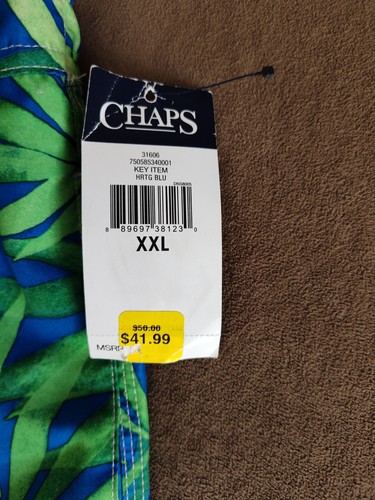 CHAPS
31606
750585340001
KEY ITEM
HRTG BLU
8 89697 38123 0
XXL
$50.00
$41.99
MSRP